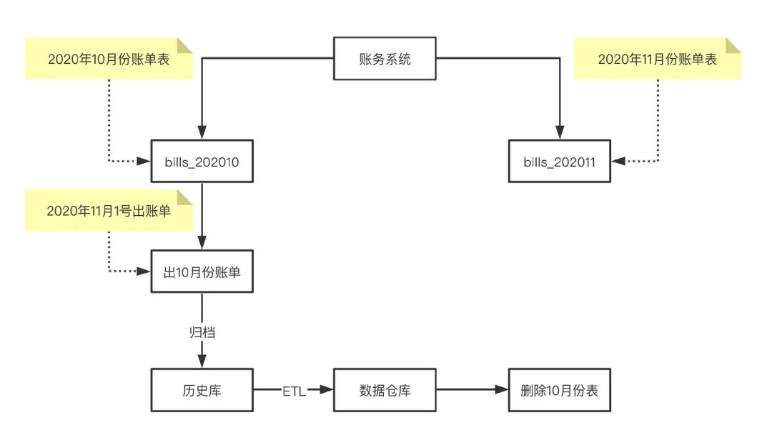 2020年10月份账单表
账务系统
2020年11月份账单表
bills_202010
bills_202011
2020年11月1号出账单
出10月份账单
归档
历史库
ETL
数据仓库
删除10月份表